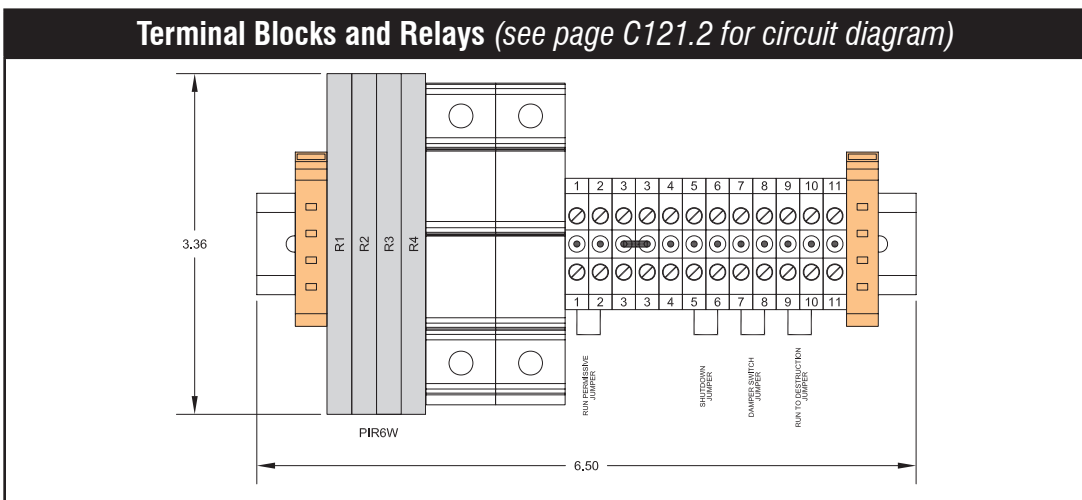 Terminal Blocks and Relays (see page C121.2 for circuit diagram)
3.36
R1 R2 R3 R4
1 2 3 3 4 5 6 7 8 9 10 11
1 2 3 3 4 5 6 7 8 9 10 11
RUN PERMISSIVE
JUMPER
SHUTDOWN
JUMPER
DAMPER SWITCH
JUMPER
RUN TO DESTRUCTION
JUMPER
PIR6W
6.50